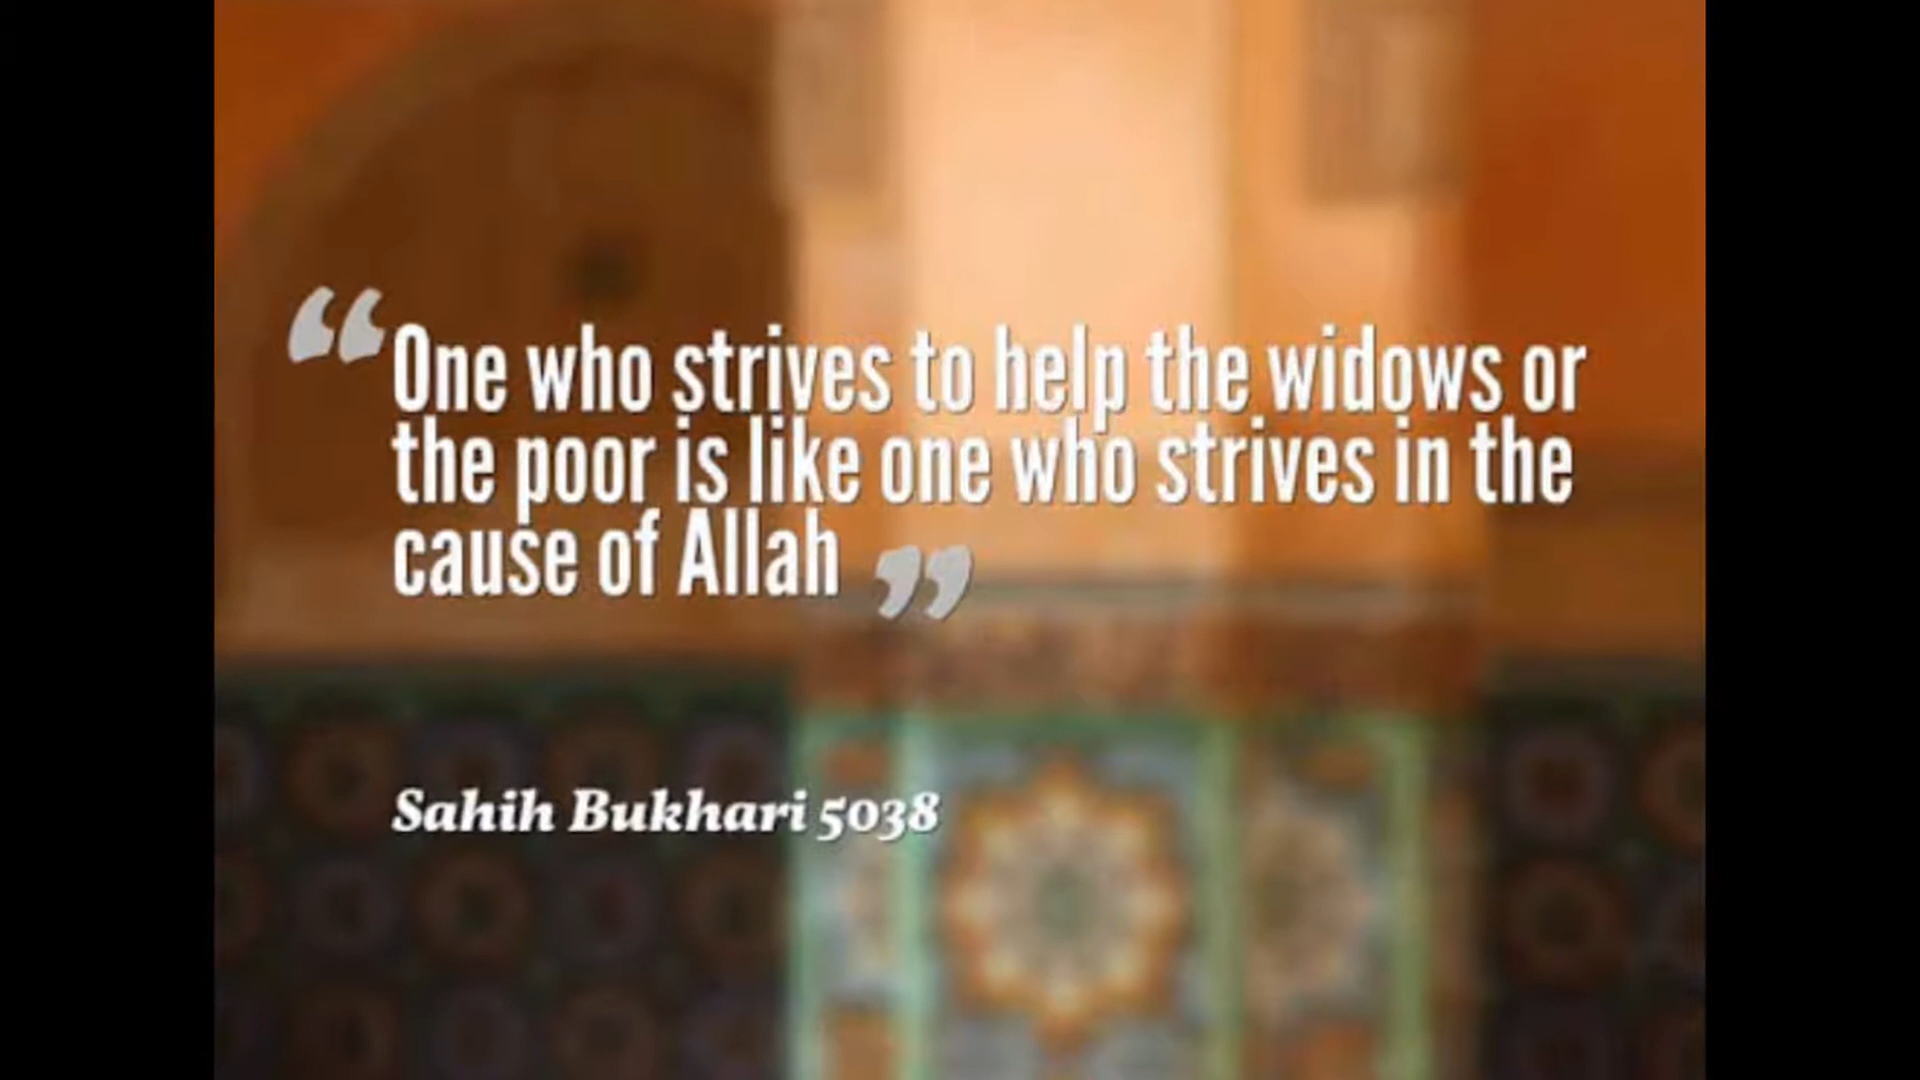 “One who strives to help the widows or
the poor is like one who strives in the
cause of Allah”
Sahih Bukhari 5038